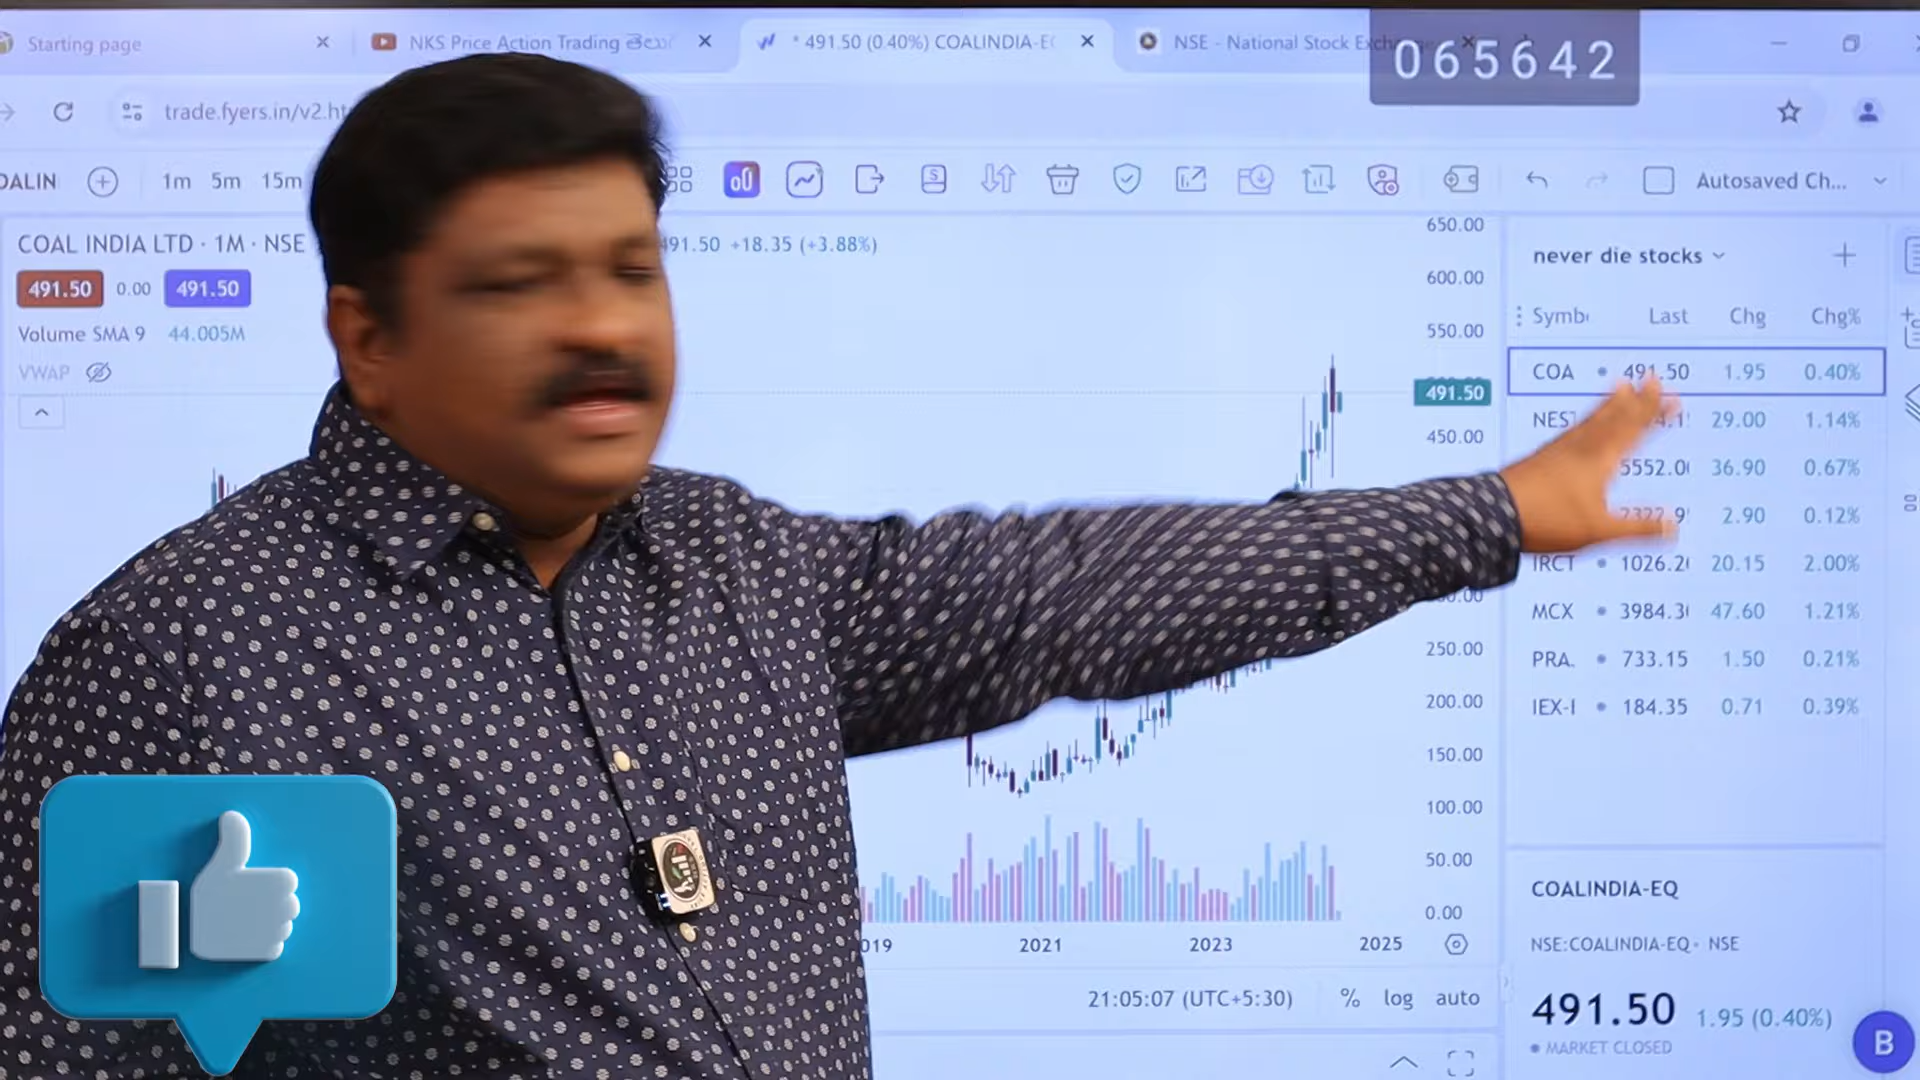 Starting page
NKS Price Action Trading తెలు
* 491.50 (0.40%) COALINDIA-E
NSE - National Stock Exch
065642
trade.fyers.in/v2.ht
OALIN
1m 5m 15m
Autosaved Ch...
COAL INDIA LTD · 1M · NSE
491.50 +18.35 (+3.88%)
491.50 0.00 491.50
Volume SMA 9 44.005M
VWAP
650.00
600.00
550.00
491.50
450.00
250.00
200.00
150.00
100.00
50.00
0.00
019 2021 2023 2025
21:05:07 (UTC+5:30) % log auto
never die stocks
Symb Last Chg Chg%
COA 491.50 1.95 0.40%
NEST 29.00 1.14%
5552.0 36.90 0.67%
2.90 0.12%
IRCT 1026.2 20.15 2.00%
MCX 3984.3 47.60 1.21%
PRA. 733.15 1.50 0.21%
IEX-I 184.35 0.71 0.39%
COALINDIA-EQ
NSE:COALINDIA-EQ · NSE
491.50 1.95 (0.40%)
MARKET CLOSED
B